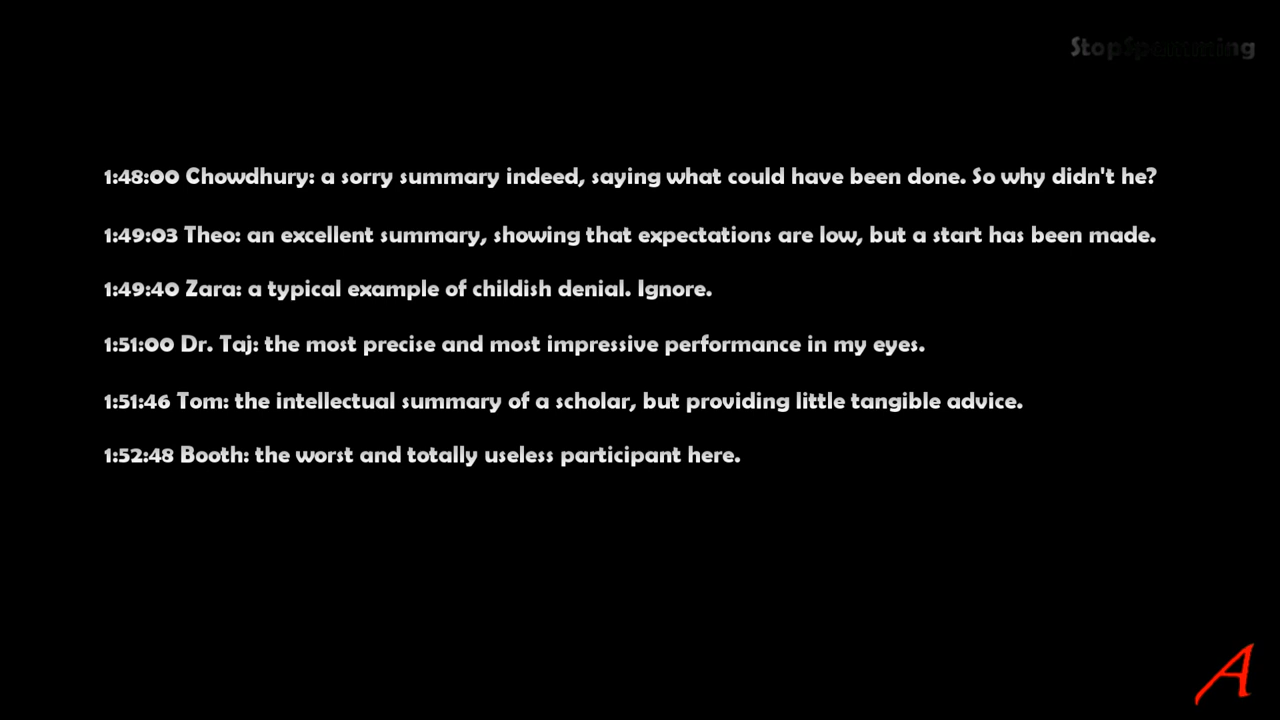 StopSpamming
1:48:00 Chowdhury: a sorry summary indeed, saying what could have been done. So why didn't he?
1:49:03 Theo: an excellent summary, showing that expectations are low, but a start has been made.
1:49:40 Zara: a typical example of childish denial. Ignore.
1:51:00 Dr. Taj: the most precise and most impressive performance in my eyes.
1:51:46 Tom: the intellectual summary of a scholar, but providing little tangible advice.
1:52:48 Booth: the worst and totally useless participant here.
A